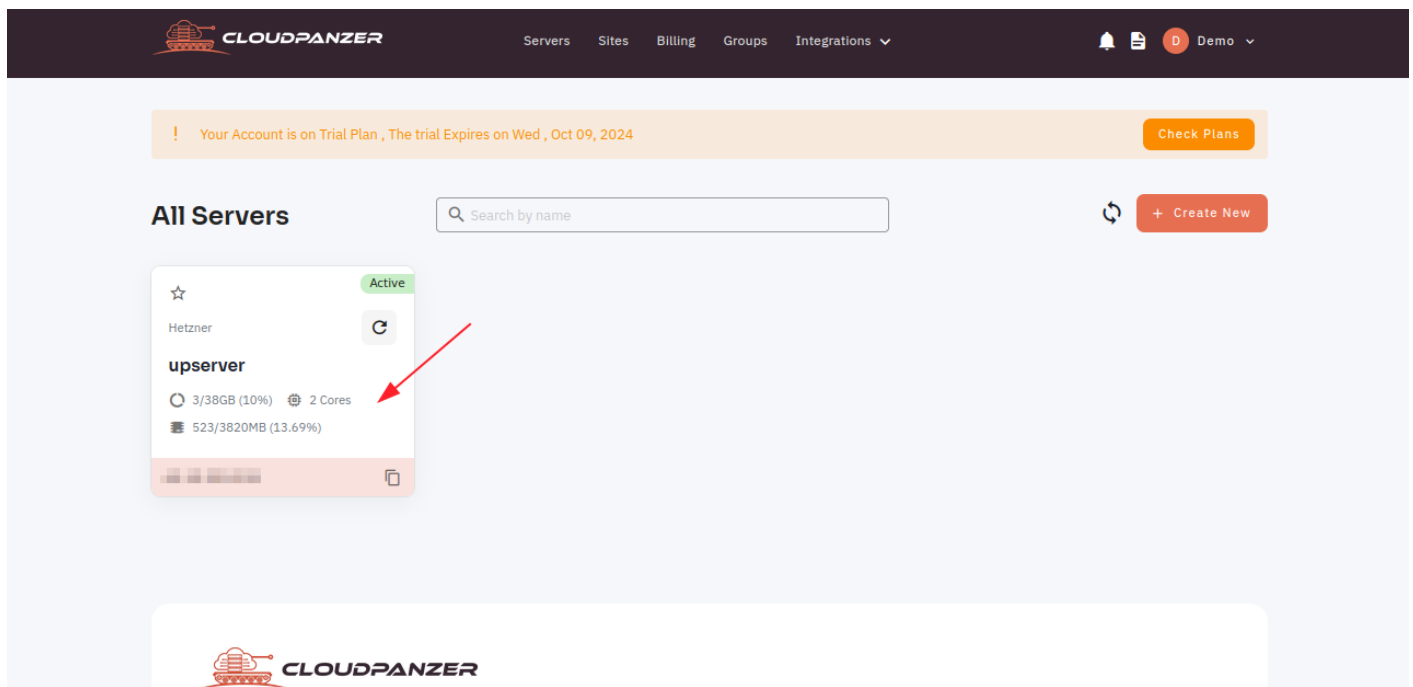 CLOUDPANZER Servers Sites Billing Groups Integrations D Demo
! Your Account is on Trial Plan , The trial Expires on Wed , Oct 09, 2024 Check Plans
All Servers Search by name + Create New
Active
Hetzner
upserver
3/38GB (10%) 2 Cores
523/3820MB (13.69%)
CLOUDPANZER